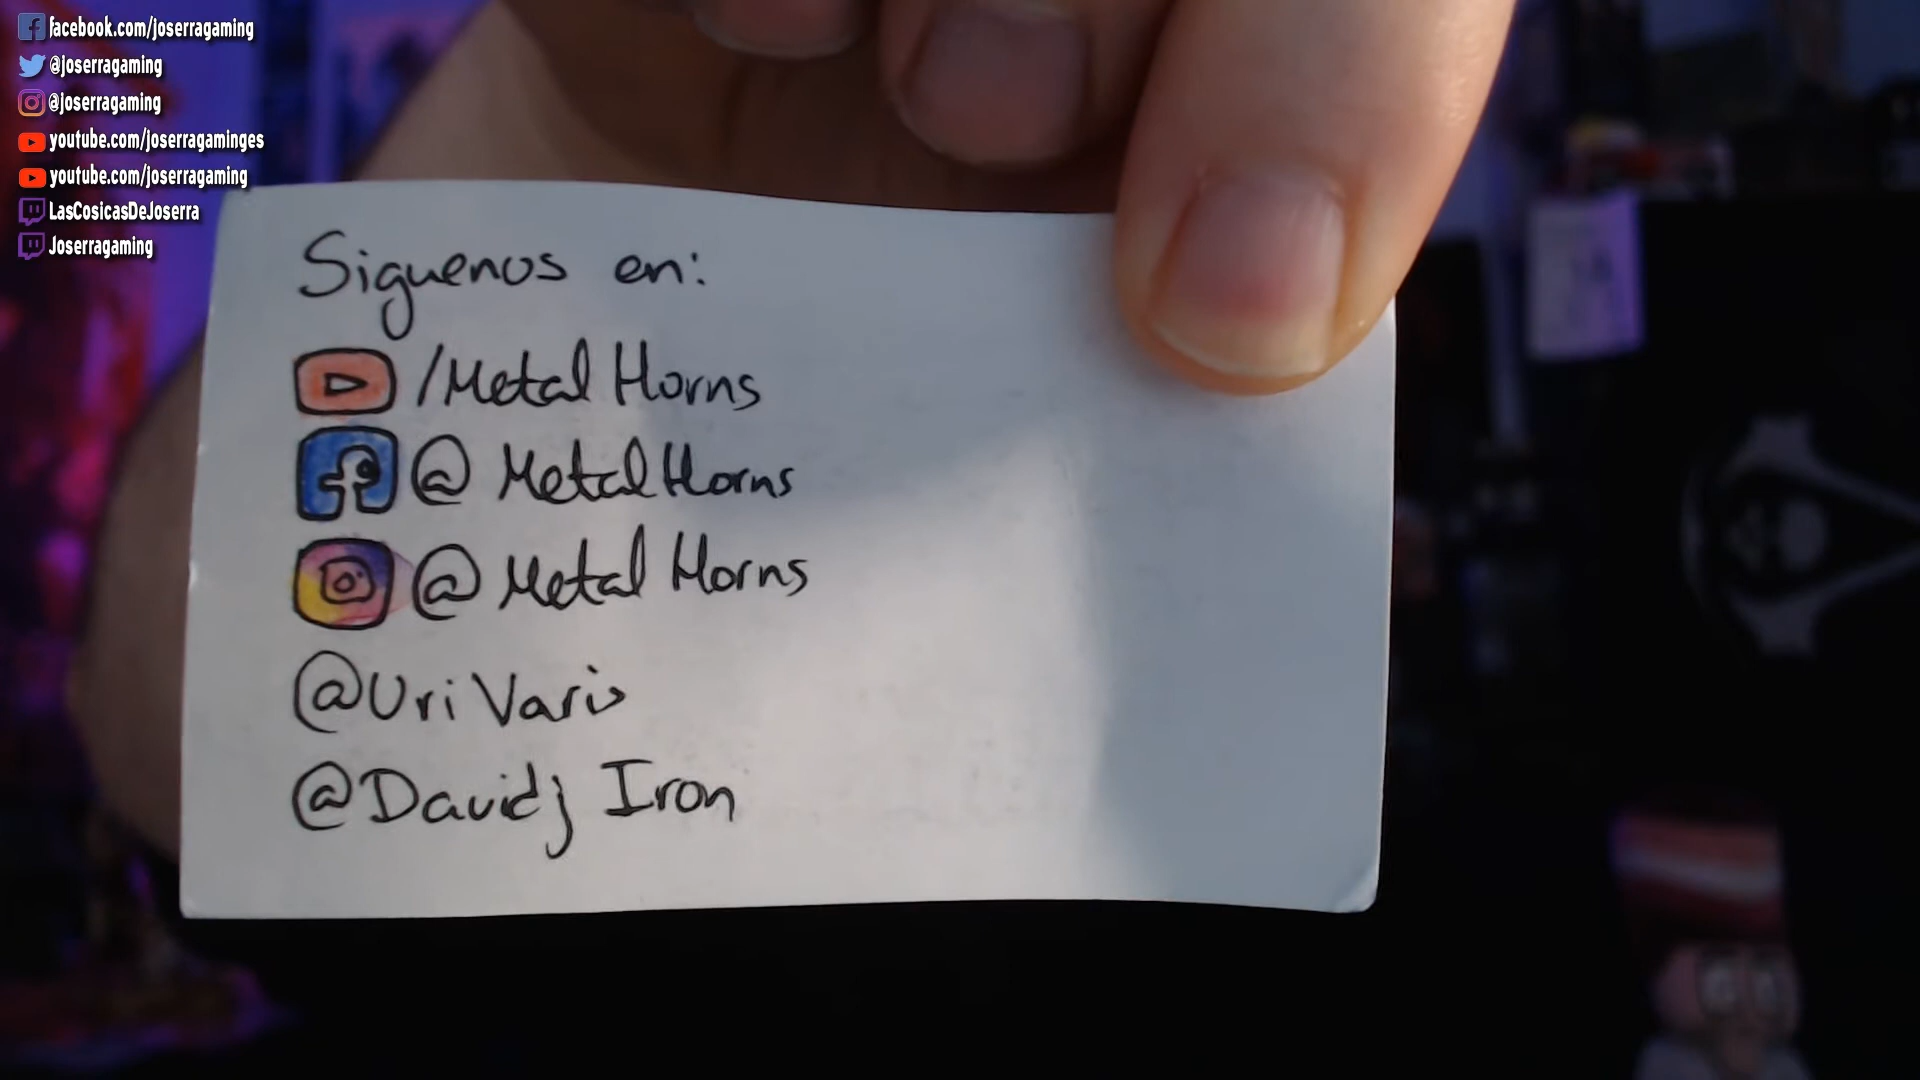 facebook.com/joserragaming
@joserragaming
@joserragaming
youtube.com/joserragaminges
youtube.com/joserragaming
LasCosicasDeJoserra
Joserragaming
Siguenos en:
/Metal Horns
@ Metal Horns
@ Metal Horns
@Uri Vario
@Davidj Iron